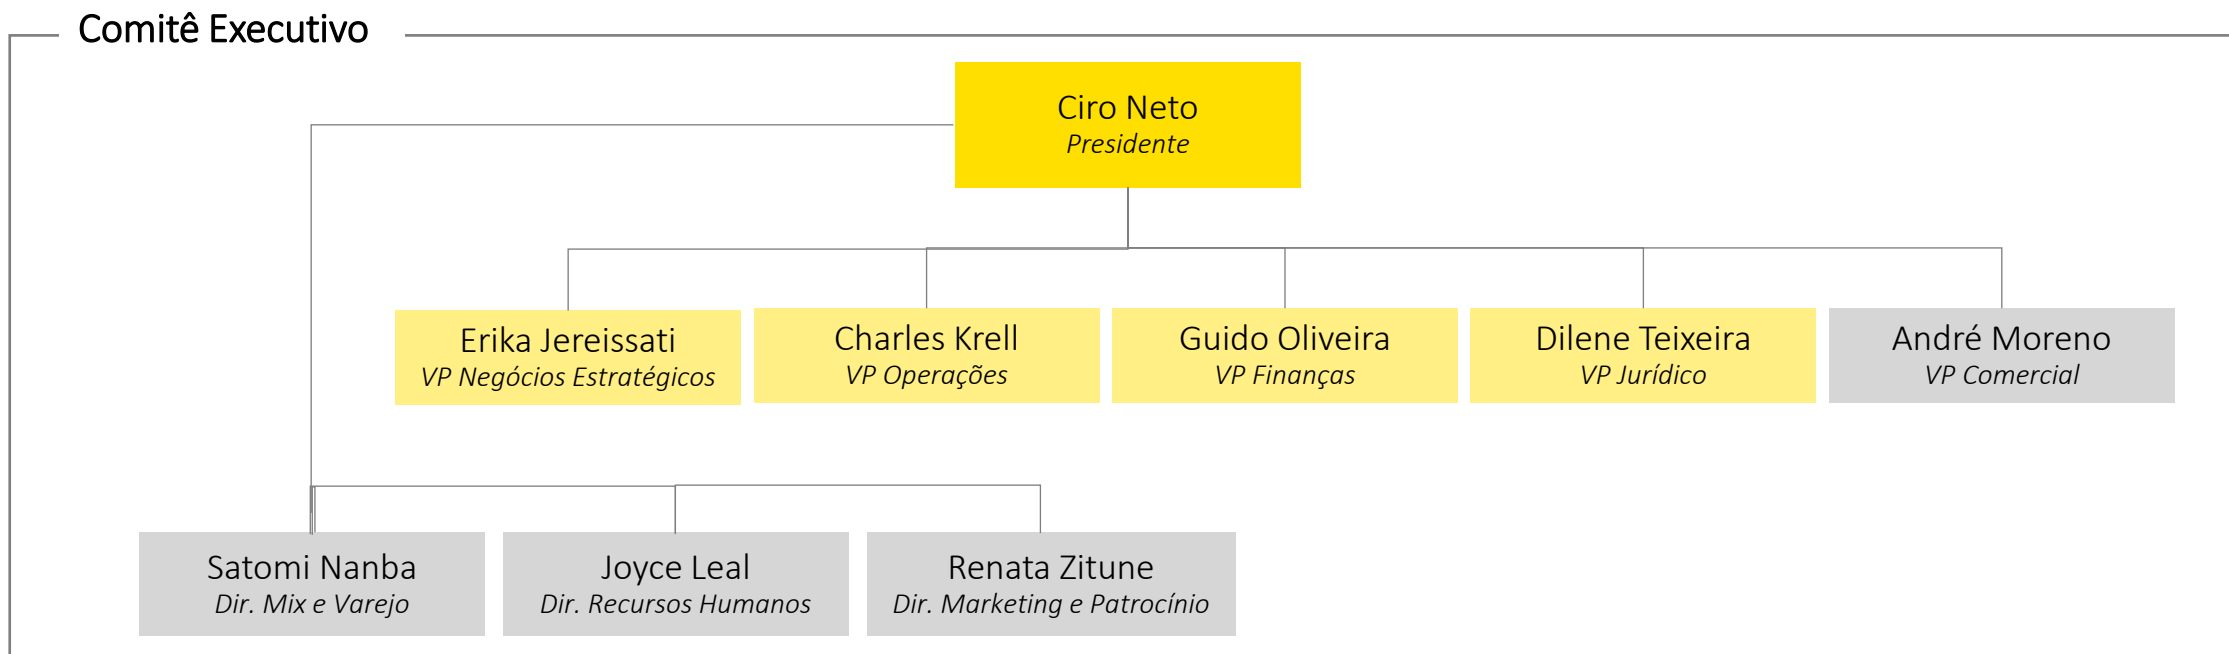 Comitê Executivo
Ciro Neto
Presidente
Erika Jereissati
VP Negócios Estratégicos
Charles Krell
VP Operações
Guido Oliveira
VP Finanças
Dilene Teixeira
VP Jurídico
André Moreno
VP Comercial
Satomi Nanba
Dir. Mix e Varejo
Joyce Leal
Dir. Recursos Humanos
Renata Zitune
Dir. Marketing e Patrocínio